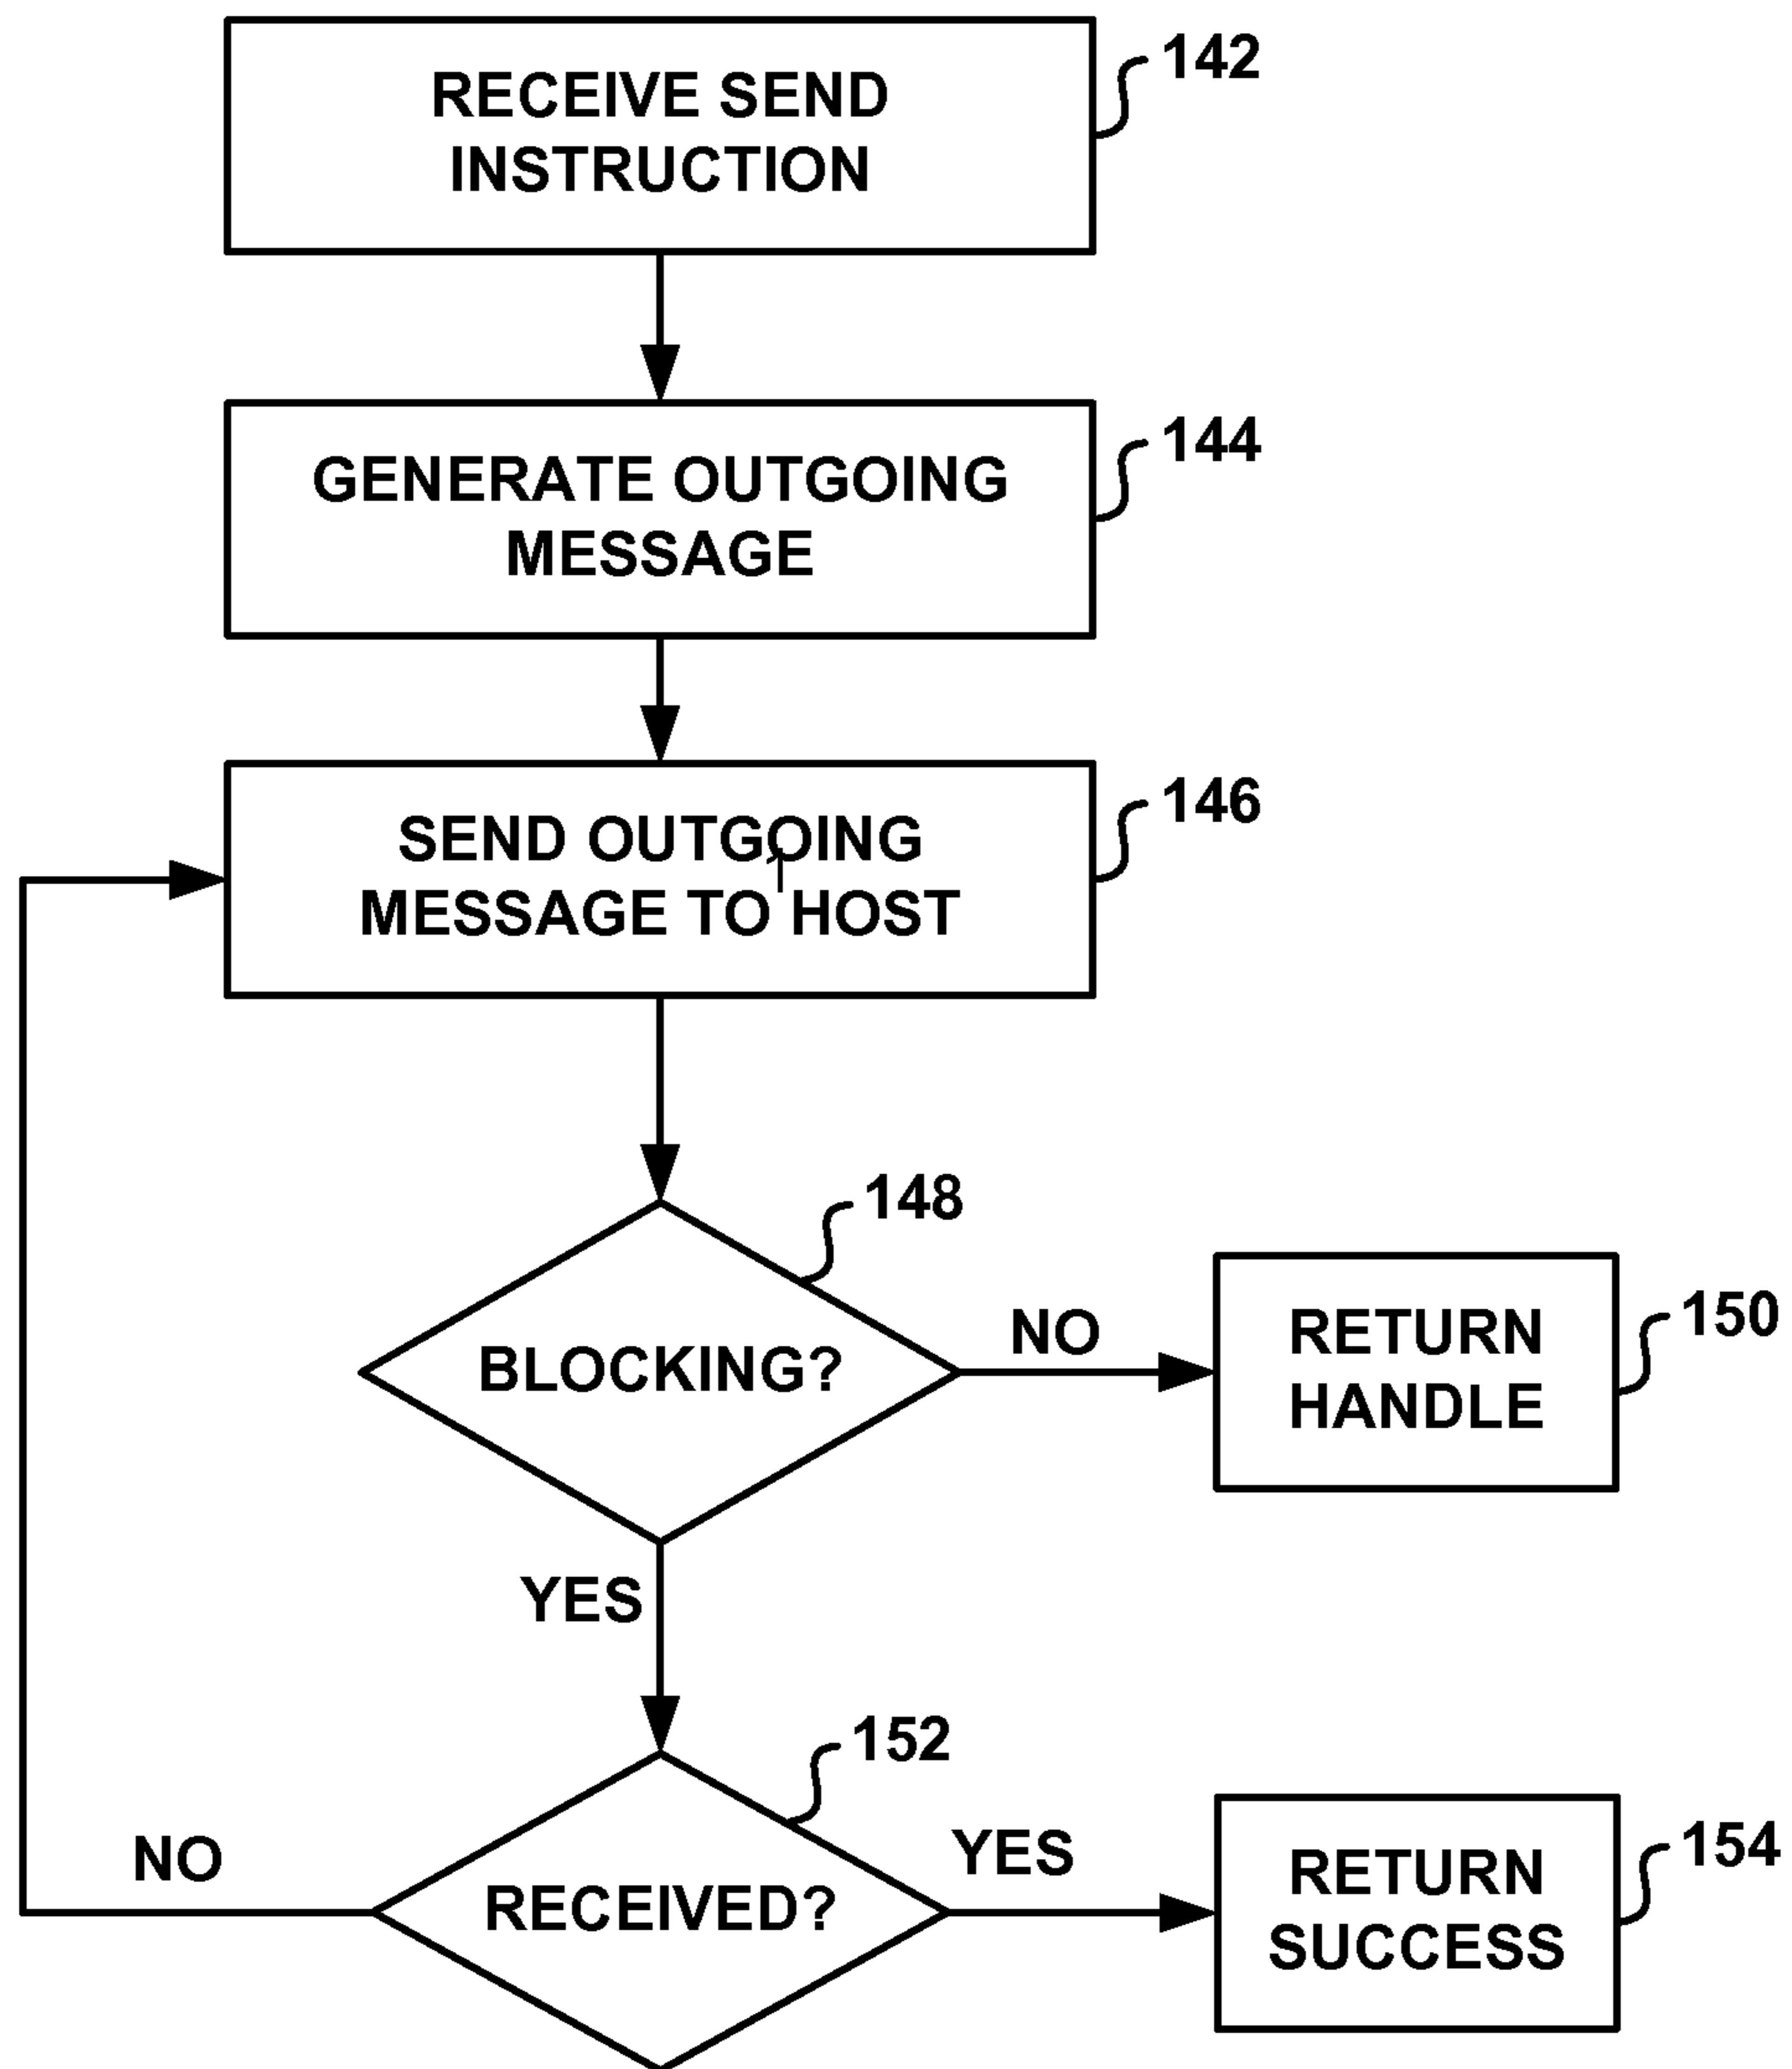 RECEIVE SEND
INSTRUCTION
142
GENERATE OUTGOING
MESSAGE
144
SEND OUTGOING
MESSAGE TO HOST
146
1
148
BLOCKING?
NO
RETURN
HANDLE
150
YES
152
RECEIVED?
NO
YES
RETURN
SUCCESS
154